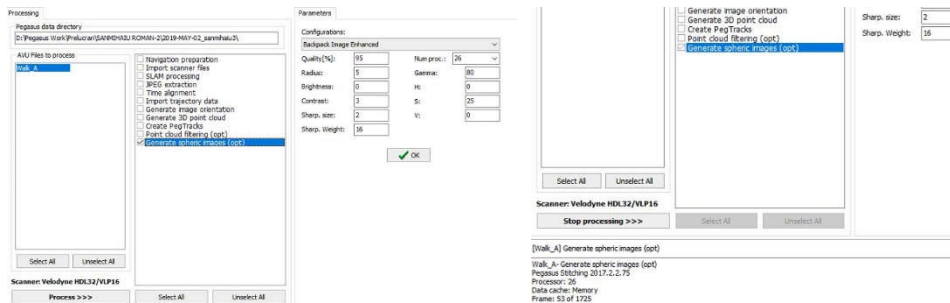 Processing
Pegasus data directory
D:\Pegasus Work\Prelucrari\SANMIHAIU ROMAN-2\2019-MAY-02_sanmihaiu3\
AVU Files to process
Walk_A
Navigation preparation
Import scanner files
SLAM processing
JPEG extraction
Time alignment
Import trajectory data
Generate image orientation
Generate 3D point cloud
Create PegTracks
Point cloud filtering (opt)
Generate spheric images (opt)
Select All Unselect All
Scanner: Velodyne HDL32/VLP16
Process >>> Select All Unselect All
Parameters
Configurations:
Backpack Image Enhanced
Quality[%]: 95 Num proc.: 26
Radius: 5 Gamma: 80
Brightness: 0 H: 0
Contrast: 3 S: 25
Sharp. size: 2 V: 0
Sharp. Weight: 16
OK
Generate image orientation
Generate 3D point cloud
Create PegTracks
Point cloud filtering (opt)
Generate spheric images (opt)
Sharp. size: 2
Sharp. Weight: 16
Select All Unselect All
Scanner: Velodyne HDL32/VLP16
Stop processing >>> Select All Unselect All
[Walk_A] Generate spheric images (opt)
Walk_A- Generate spheric images (opt)
Pegasus Stitching 2017.2.2.75
Processor: 26
Data cache: Memory
Frame: 53 of 1725